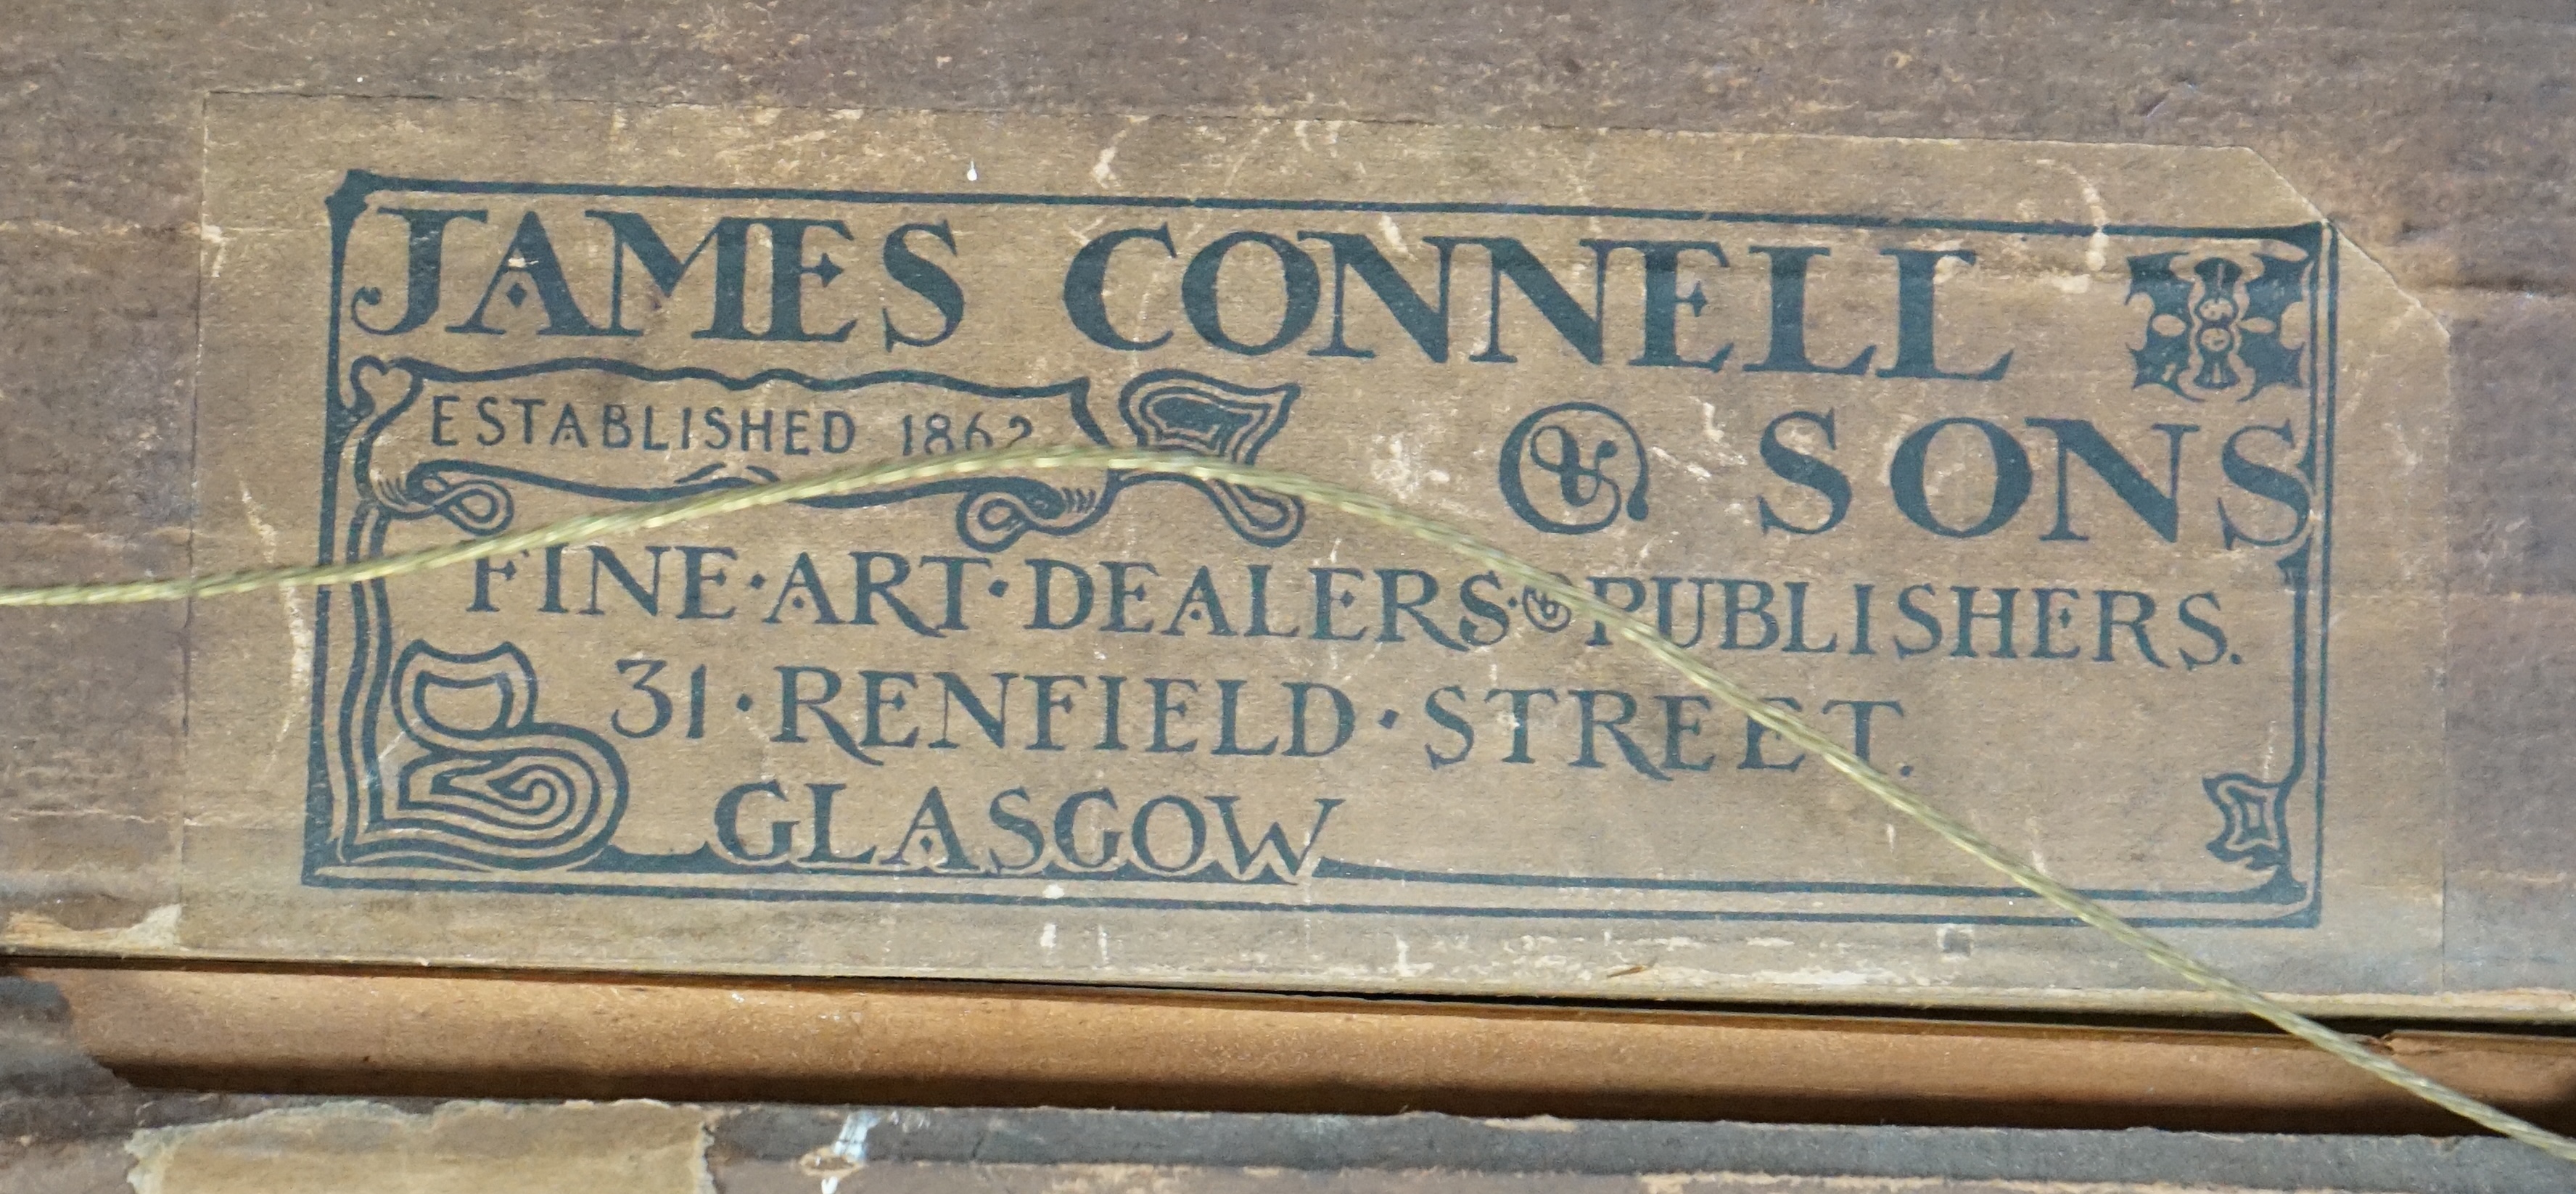 JAMES CONNELL
& SONS
ESTABLISHED 1862
FINE·ART·DEALERS·&·PUBLISHERS.
31·RENFIELD·STREET.
GLASGOW